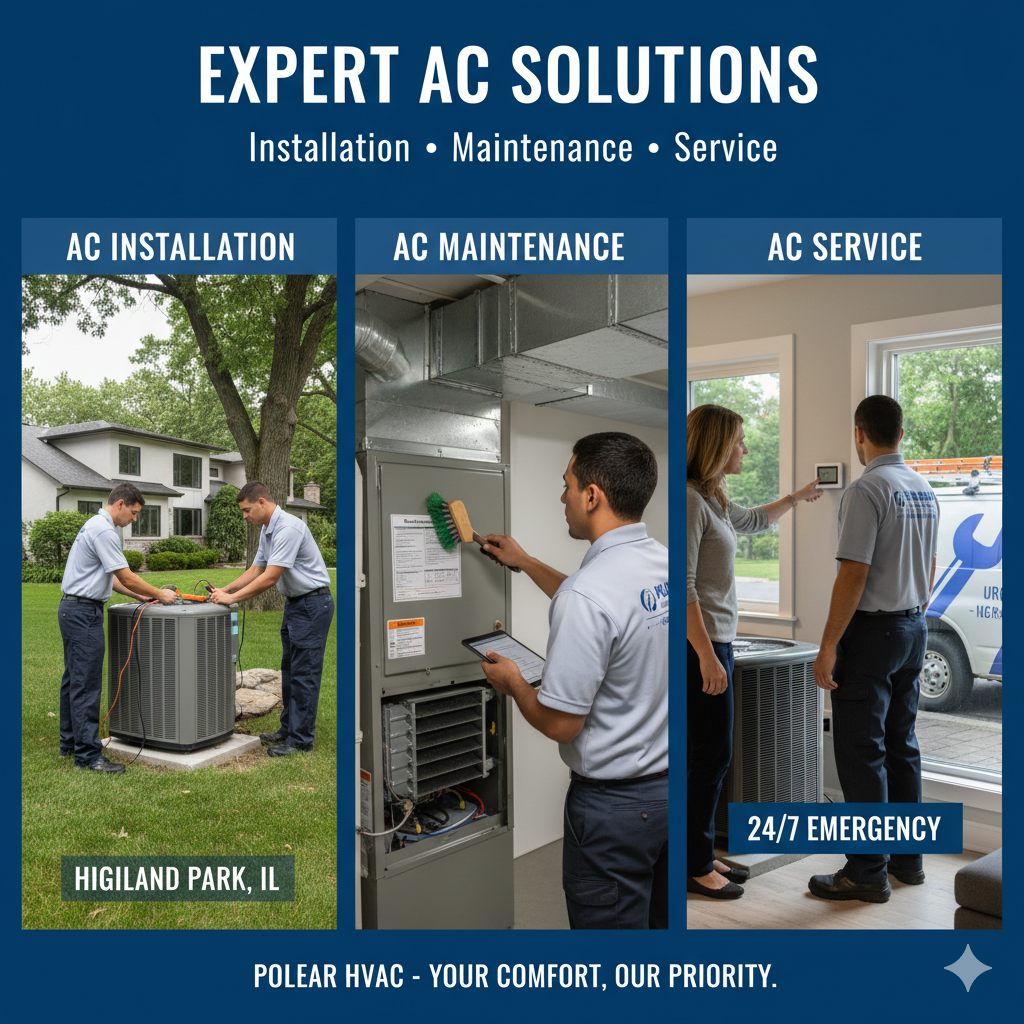 EXPERT AC SOLUTIONS
Installation • Maintenance • Service
AC INSTALLATION
AC MAINTENANCE
AC SERVICE
HIGILAND PARK, IL
24/7 EMERGENCY
POLEAR HVAC - YOUR COMFORT, OUR PRIORITY.